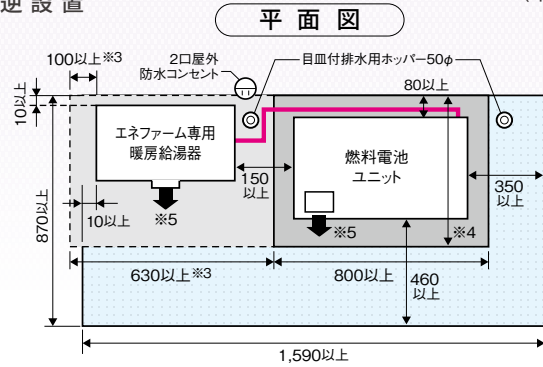 逆設置
平面図
100以上※3
2口屋外
防水コンセント
目皿付排水用ホッパー50φ
80以上
10以上
エネファーム専用
暖房給湯器
燃料電池
ユニット
150
以上
350
以上
870以上
10以上
※5
※5
※4
630以上※3
800以上
460
以上
1,590以上